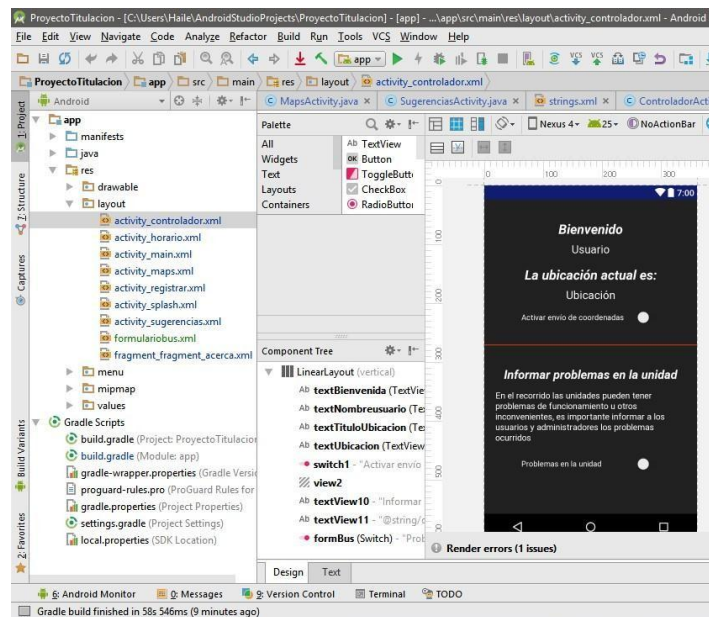 ProyectoTitulacion - [C:\Users\Haile\AndroidStudioProjects\ProyectoTitulacion] - [app] - ...\app\src\main\res\layout\activity_controlador.xml - Android
File Edit View Navigate Code Analyze Refactor Build Run Tools VCS Window Help
app
VCS VCS
ProyectoTitulacion app src main res layout activity_controlador.xml
Android
MapsActivity.java SugerenciasActivity.java strings.xml
1: Project
Z: Structure
Captures
Build Variants
2: Favorites
app
manifests
java
res
drawable
layout
activity_controlador.xml
activity_horario.xml
activity_main.xml
activity_maps.xml
activity_registrar.xml
activity_splash.xml
activity_sugerencias.xml
formulariobus.xml
fragment_fragment_acerca.xml
menu
mipmap
values
Gradle Scripts
build.gradle (Project: ProyectoTitulacion
build.gradle (Module: app)
gradle-wrapper.properties (Gradle Versi
proguard-rules.pro (ProGuard Rules for
gradle.properties (Project Properties)
settings.gradle (Project Settings)
local.properties (SDK Location)
Palette
All
Widgets
Text
Layouts
Containers
Ab TextView
OK Button
ToggleButt
CheckBox
RadioButton
Component Tree
LinearLayout (vertical)
Ab textBienvenida (TextVie
Ab textNombreusuario (Te
Ab textTituloUbicacion (Te
Ab textUbicacion (TextView
switch1 - "Activar envío
view2
Ab textView10 - "Informar
Ab textView11 - "@string/
formBus (Switch) - "Prob
Nexus 4 25 NoActionBar
0 100 200 300
0
100
200
300
400
500
7:00
Bienvenido
Usuario
La ubicación actual es:
Ubicación
Activar envío de coordenadas
Informar problemas en la unidad
En el recorrido las unidades pueden tener
problemas de funcionamiento u otros
inconvenientes, es importante informar a los
usuarios y administradores los problemas
ocurridos
Problemas en la unidad
Render errors (1 issues)
Design Text
6: Android Monitor 0: Messages 9: Version Control Terminal TODO
Gradle build finished in 58s 546ms (9 minutes ago)